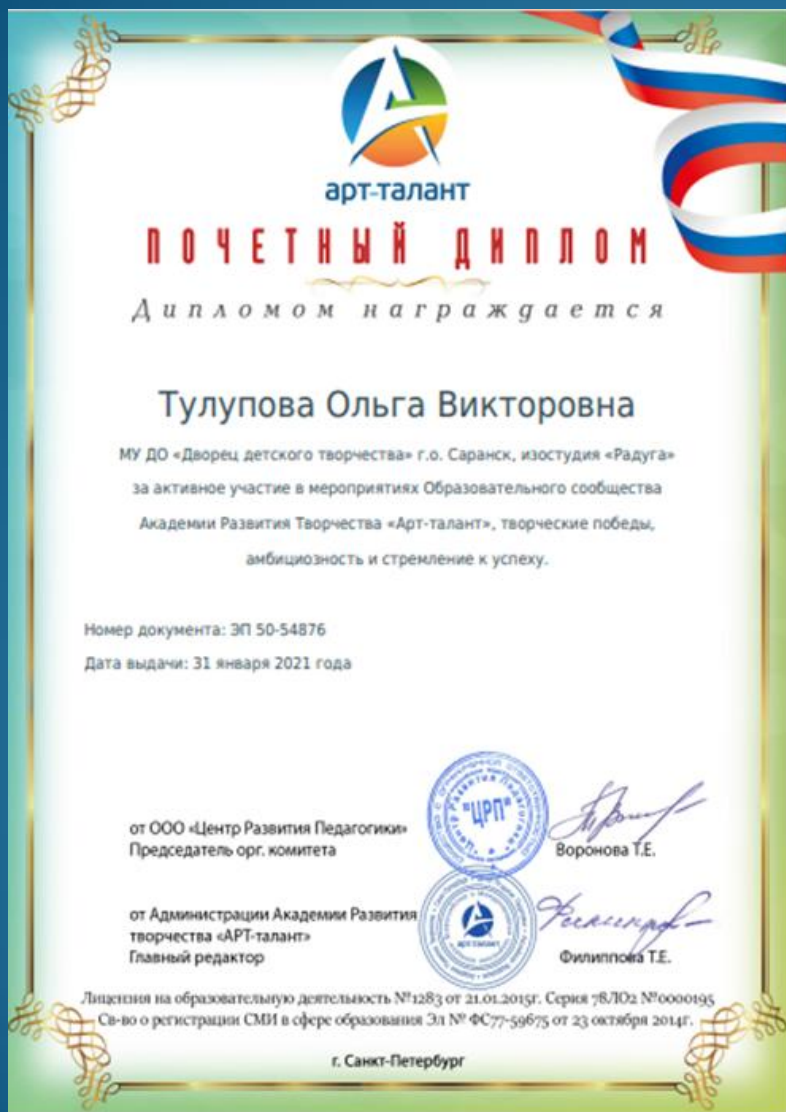 арт-талант
ПОЧЕТНЫЙ ДИПЛОМ
Дипломом награждается
Тулупова Ольга Викторовна
МУ ДО «Дворец детского творчества» г.о. Саранск, изостудия «Радуга»
за активное участие в мероприятиях Образовательного сообщества
Академии Развития Творчества «Арт-талант», творческие победы,
амбициозность и стремление к успеху.
Номер документа: ЭП 50-54876
Дата выдачи: 31 января 2021 года
от ООО «Центр Развития Педагогики»
Председатель орг. комитета
"ЦРП"
Воронова Т.Е.
от Администрации Академии Развития
творчества «АРТ-талант»
Главный редактор
Филиппова Т.Е.
Лицензия на образовательную деятельность №1283 от 21.01.2015г. Серия 78ЛО2 №0000195
Св-во о регистрации СМИ в сфере образования Эл № ФС77-59675 от 23 октября 2014г.
г. Санкт-Петербург